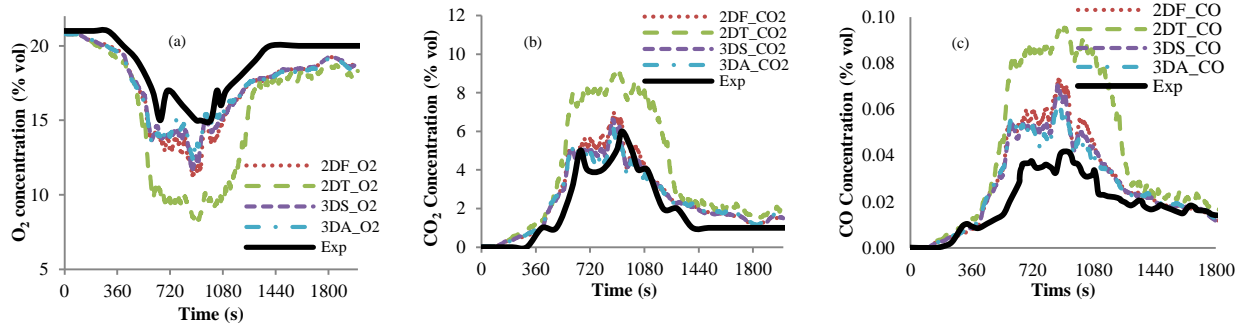 (a)
20
15
10
5
0 360 720 1080 1440 1800
O2 concentration (% vol)
Time (s)
2DF_O2
2DT_O2
3DS_O2
3DA_O2
Exp
(b)
12
10
8
6
4
2
0
0 360 720 1080 1440 1800
CO2 Concentration (% vol)
Time (s)
2DF_CO2
2DT_CO2
3DS_CO2
3DA_CO2
Exp
(c)
0.10
0.08
0.06
0.04
0.02
0.00
0 360 720 1080 1440 1800
CO Concentration (% vol)
Tims (s)
2DF_CO
2DT_CO
3DS_CO
3DA_CO
Exp